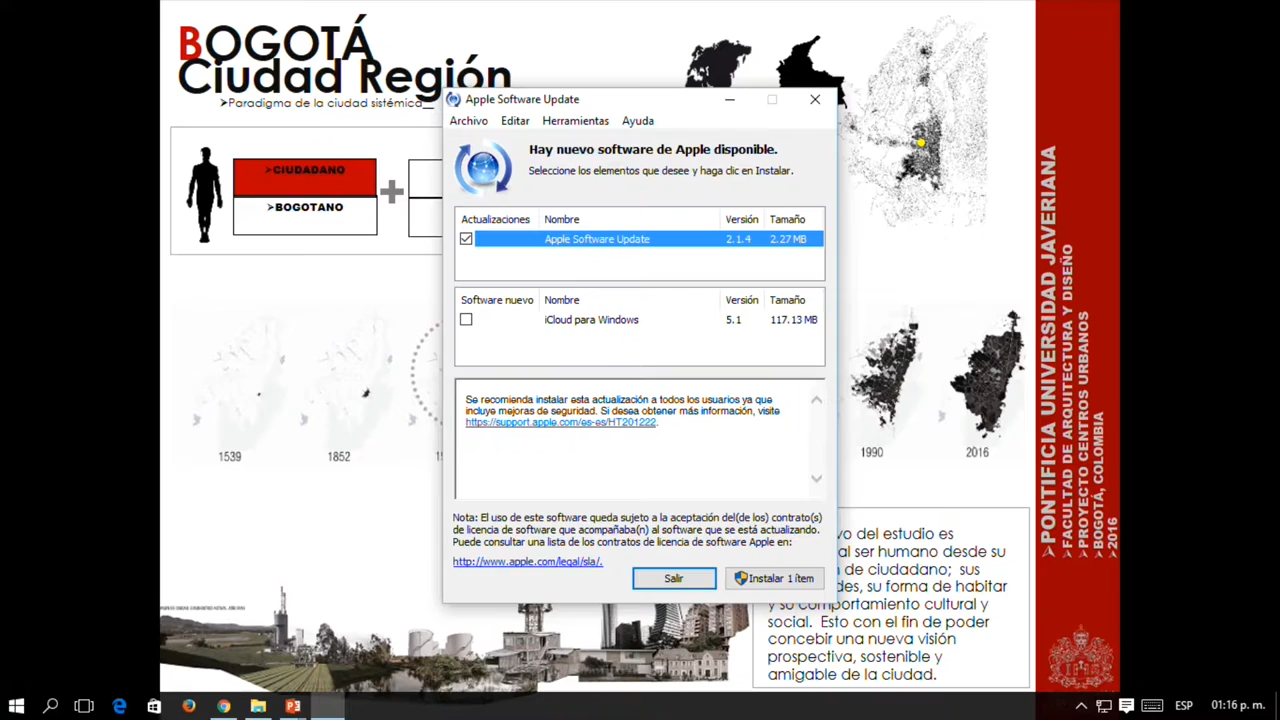 BOGOTÁ
Ciudad Región
➢Paradigma de la ciudad sistémica_
➢CIUDADANO
➢BOGOTANO
Apple Software Update
Archivo Editar Herramientas Ayuda
Hay nuevo software de Apple disponible.
Seleccione los elementos que desee y haga clic en Instalar.
Actualizaciones Nombre Versión Tamaño
Apple Software Update 2.1.4 2.27 MB
Software nuevo Nombre Versión Tamaño
iCloud para Windows 5.1 117.13 MB
Se recomienda instalar esta actualización a todos los usuarios ya que
incluye mejoras de seguridad. Si desea obtener más información, visite
https://support.apple.com/es-es/HT201222.
Nota: El uso de este software queda sujeto a la aceptación del(de los) contrato(s)
de licencia de software que acompañaba(n) al software que se está actualizando.
Puede consultar una lista de los contratos de licencia de software Apple en:
http://www.apple.com/legal/sla/.
Salir Instalar 1 ítem
1539
1852
1990
2016
vo del estudio es
al ser humano desde su
n de ciudadano; sus
des, su forma de habitar
y su comportamiento cultural y
social. Esto con el fin de poder
concebir una nueva visión
prospectiva, sostenible y
amigable de la ciudad.
➢PONTIFICIA UNIVERSIDAD JAVERIANA
➢FACULTAD DE ARQUITECTURA Y DISEÑO
➢PROYECTO CENTROS URBANOS
➢BOGOTÁ, COLOMBIA
➢2016
ESP 01:16 p. m.